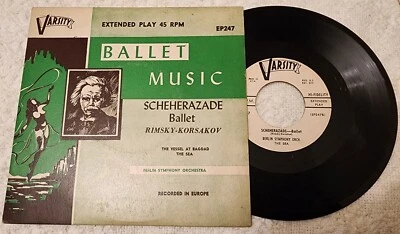 VARSITY
EXTENDED PLAY 45 RPM
EP247
BALLET
MUSIC
SCHEHERAZADE
Ballet
RIMSKY-KORSAKOV
THE VESSEL AT BAGDAD
THE SEA
BERLIN SYMPHONY ORCHESTRA
RECORDED IN EUROPE
VARSITY
HI-FIDELITY
EXTENDED
PLAY
SCHEHERAZADE—Ballet
BERLIN SYMPHONY ORCH.
THE SEA